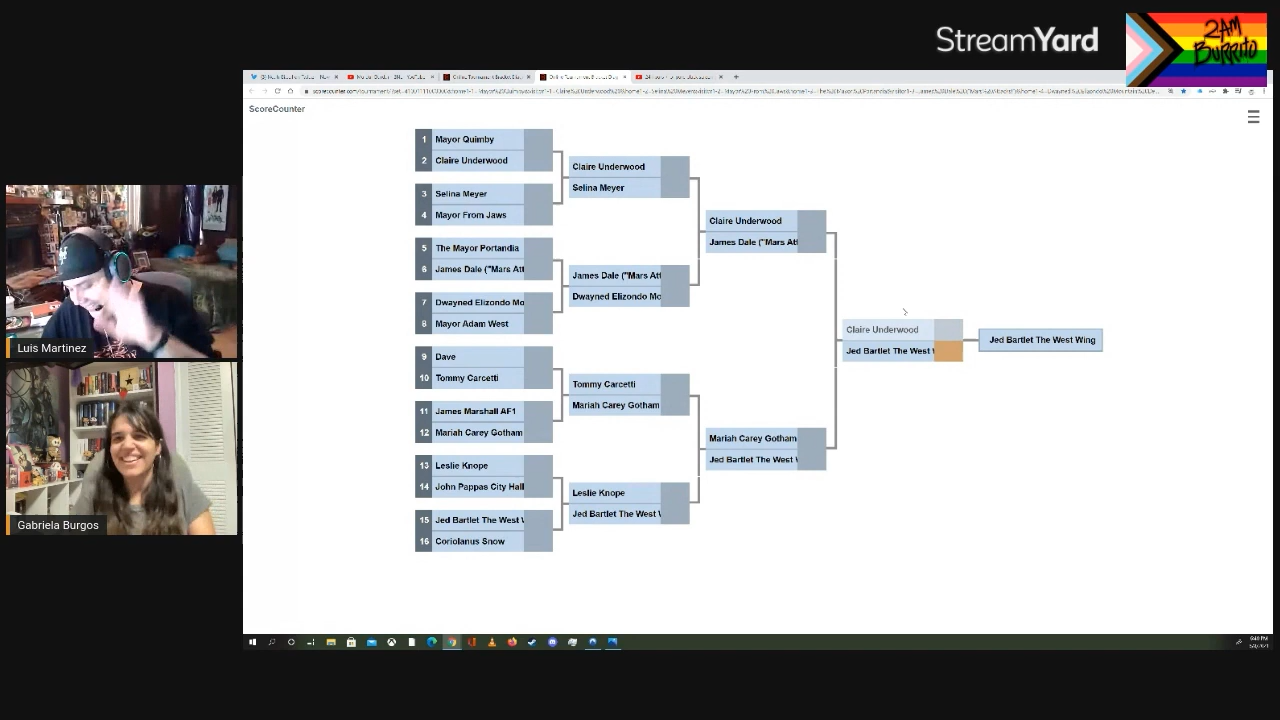 StreamYard
2AM
BURRITO
ScoreCounter
1 Mayor Quimby
2 Claire Underwood
3 Selina Meyer
4 Mayor From Jaws
5 The Mayor Portandia
6 James Dale ("Mars Att
7 Dwayned Elizondo Mo
8 Mayor Adam West
9 Dave
10 Tommy Carcetti
11 James Marshall AF1
12 Mariah Carey Gotham
13 Leslie Knope
14 John Pappas City Hall
15 Jed Bartlet The West
16 Coriolanus Snow
Claire Underwood
Selina Meyer
James Dale ("Mars Att
Dwayned Elizondo Mo
Tommy Carcetti
Mariah Carey Gotham
Leslie Knope
Jed Bartlet The West
Claire Underwood
James Dale ("Mars Att
Mariah Carey Gotham
Jed Bartlet The West
Claire Underwood
Jed Bartlet The West
Jed Bartlet The West Wing
Luis Martinez
Gabriela Burgos